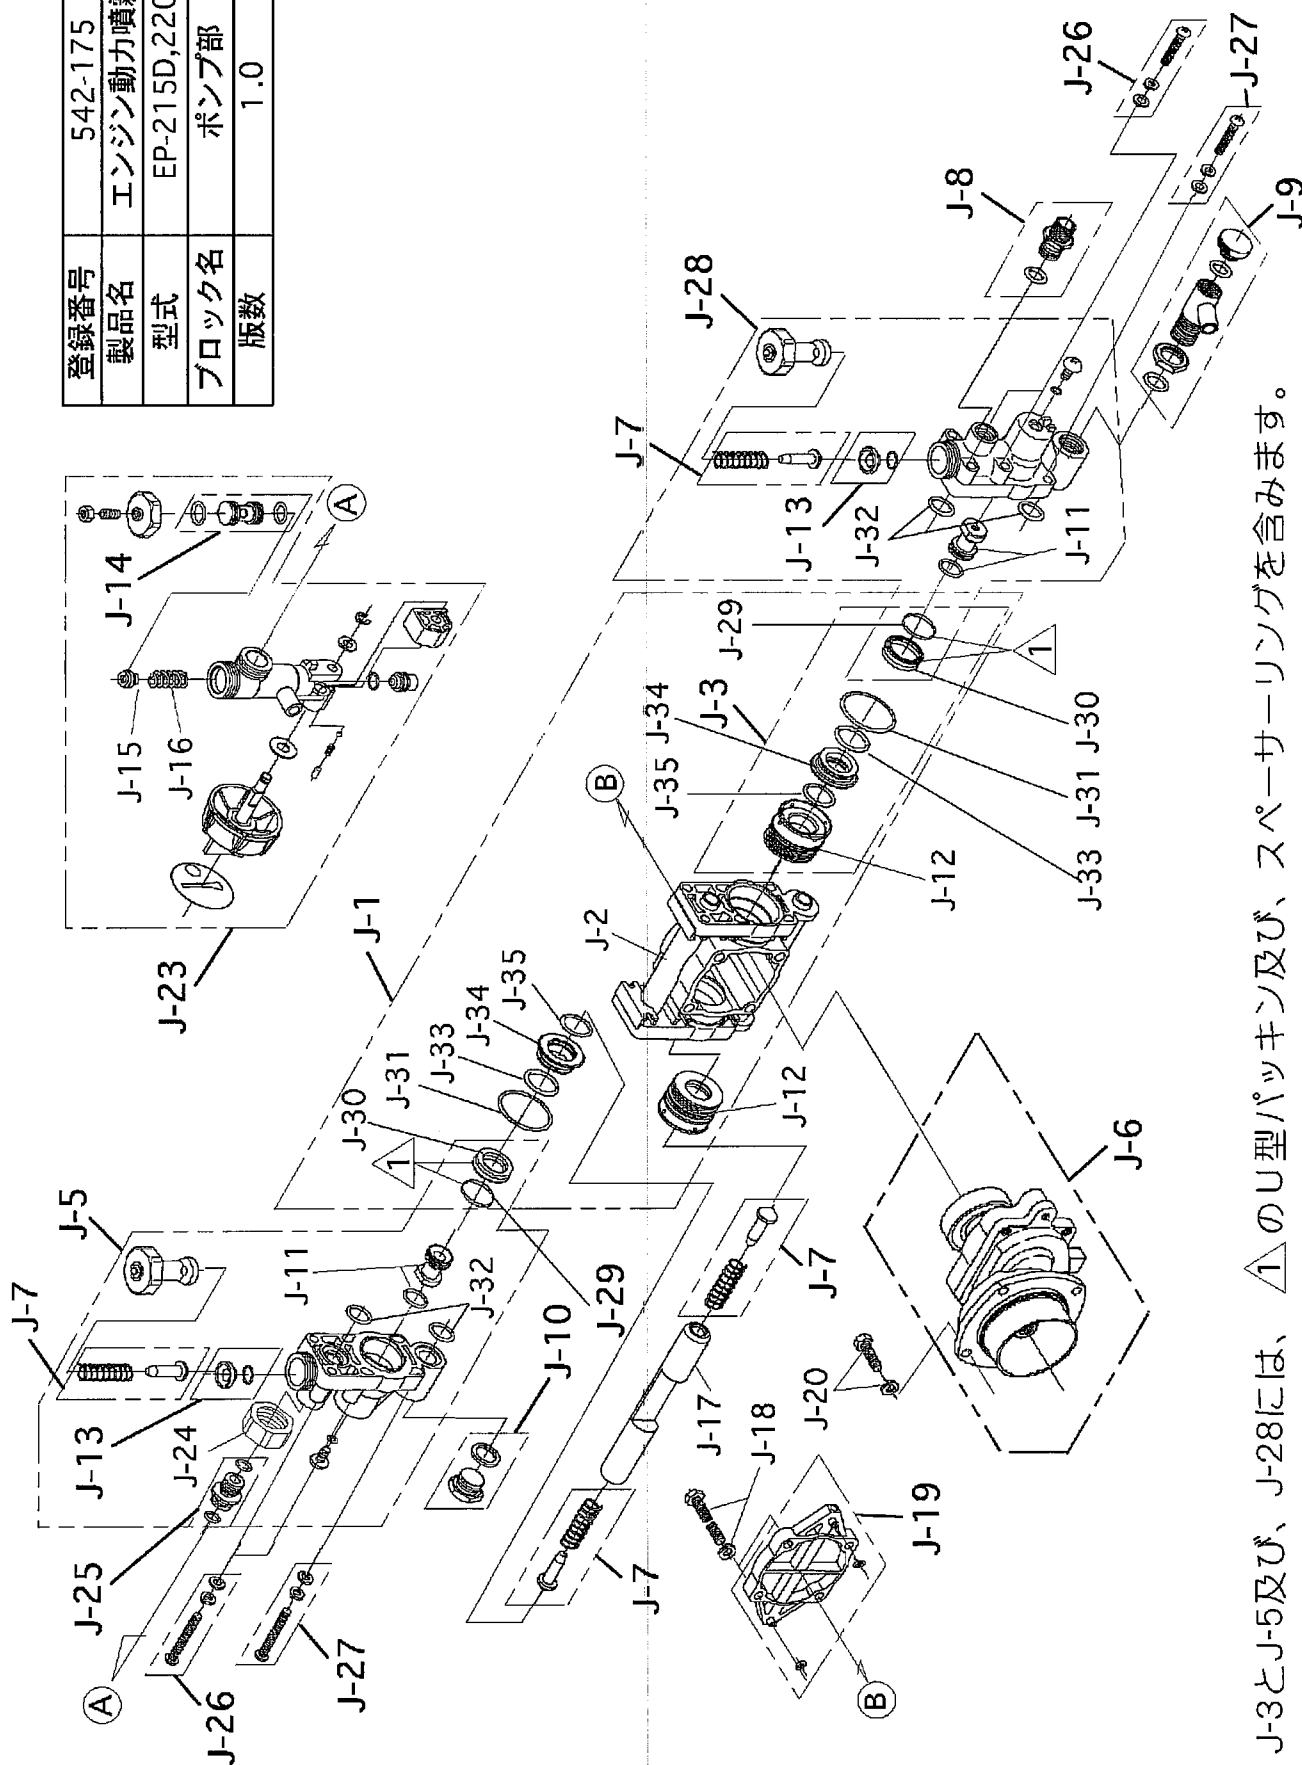 登録番号 542-175
製品名 エンジン動力噴霧
型式 EP-215D,220
ブロック名 ポンプ部
版数 1.0
J-7
J-5
J-13
J-24
J-25
A
J-26
J-27
J-11
J-32
J-29
J-10
J-7
J-17
J-18
J-19
B
J-20
J-6
J-7
1
J-30
J-31
J-33
J-34
J-35
J-1
J-23
J-15
J-16
J-14
A
J-2
B
J-12
J-12
J-35
J-34
J-3
J-33
J-31
J-30
J-29
1
J-11
J-32
J-13
J-7
J-28
J-8
J-26
J-27
J-9
J-3とJ-5及び、J-28には、1のU型パッキン及び、スペーサーリングを含みます。